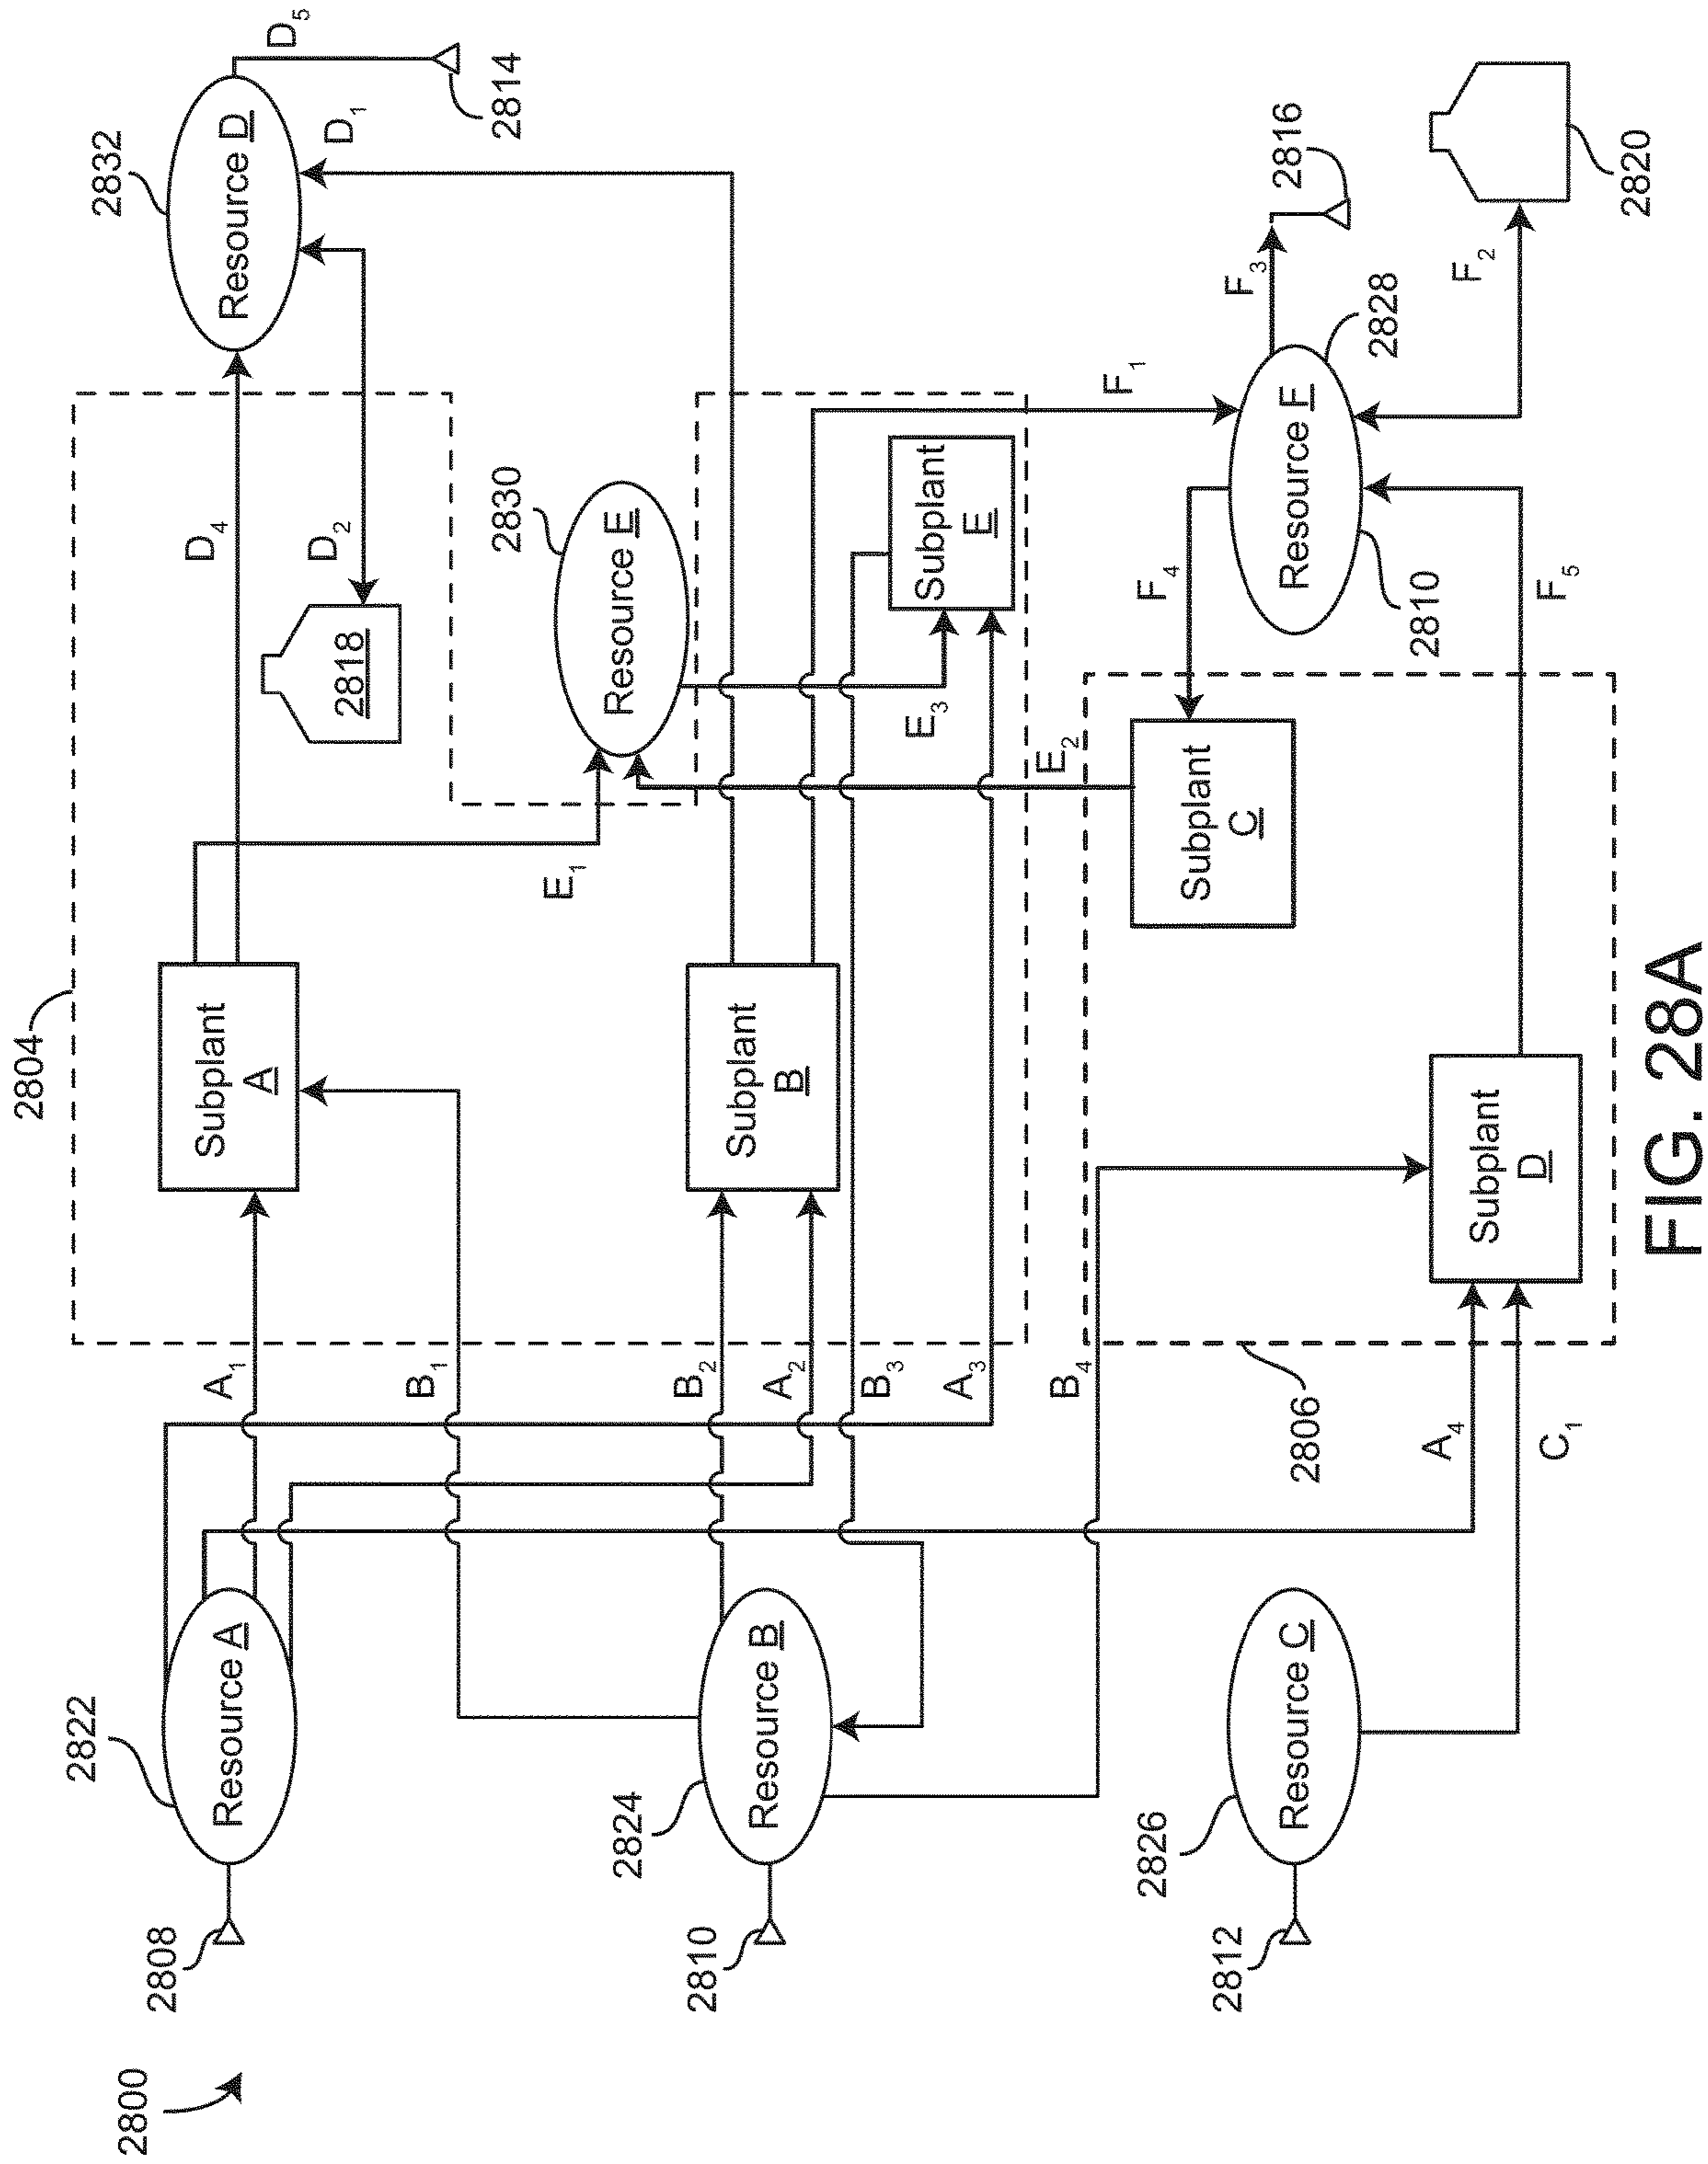 2800
2804
2822
2808
Resource A
A₁
Subplant
A
D₄
Resource D
2832
D₅
2814
D₁
D₂
2818
B₁
E₁
Resource E
2830
2824
2810
Resource B
B₂
A₂
Subplant
B
B₃
A₃
E₃
Subplant
E
F₁
B₄
E₂
2826
2812
Resource C
2806
Subplant
C
F₄
Resource F
2810
2828
F₃
2816
A₄
C₁
Subplant
D
F₅
F₂
2820
FIG. 28A